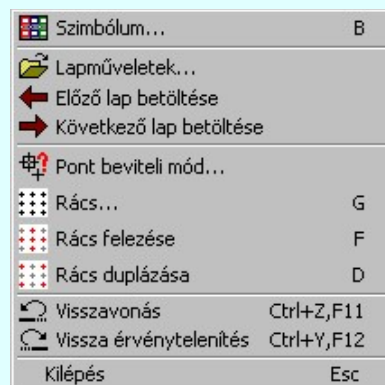 Szimbólum... B
Lapműveletek...
Előző lap betöltése
Következő lap betöltése
Pont beviteli mód...
Rács... G
Rács felezése F
Rács duplázása D
Visszavonás Ctrl+Z,F11
Vissza érvénytelenítés Ctrl+Y,F12
Kilépés Esc